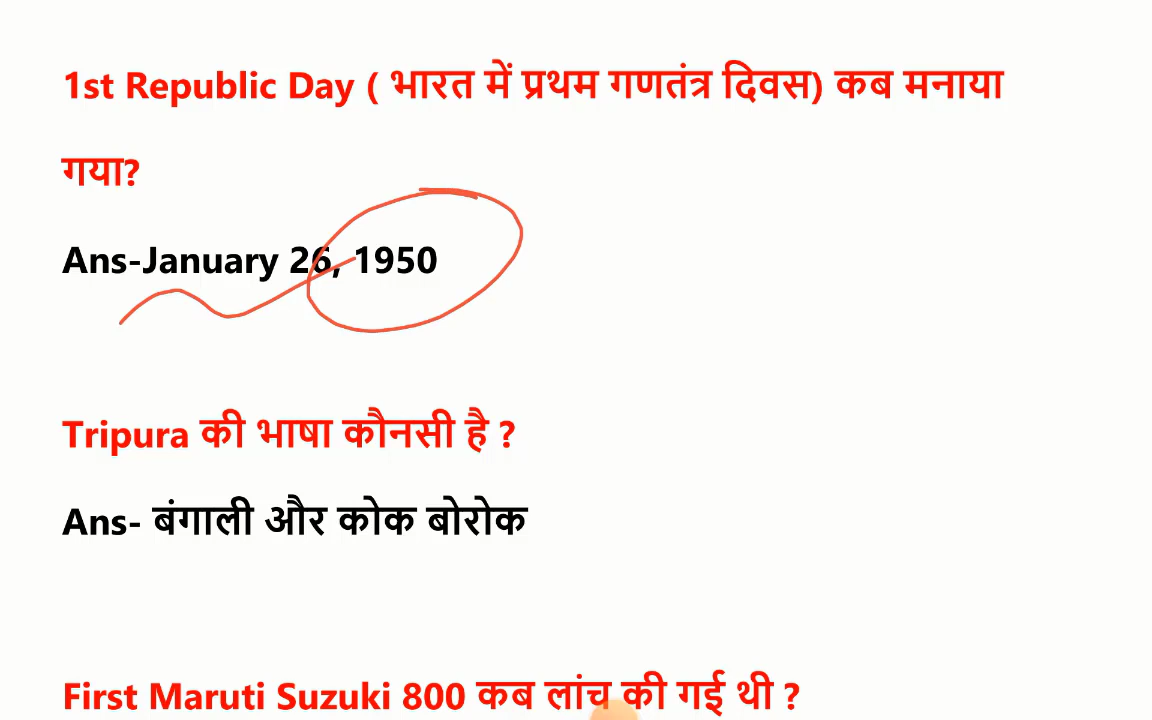 1st Republic Day ( भारत में प्रथम गणतंत्र दिवस) कब मनाया
गया?
Ans-January 26, 1950
Tripura की भाषा कौनसी है ?
Ans- बंगाली और कोक बोरोक
First Maruti Suzuki 800 कब लांच की गई थी ?